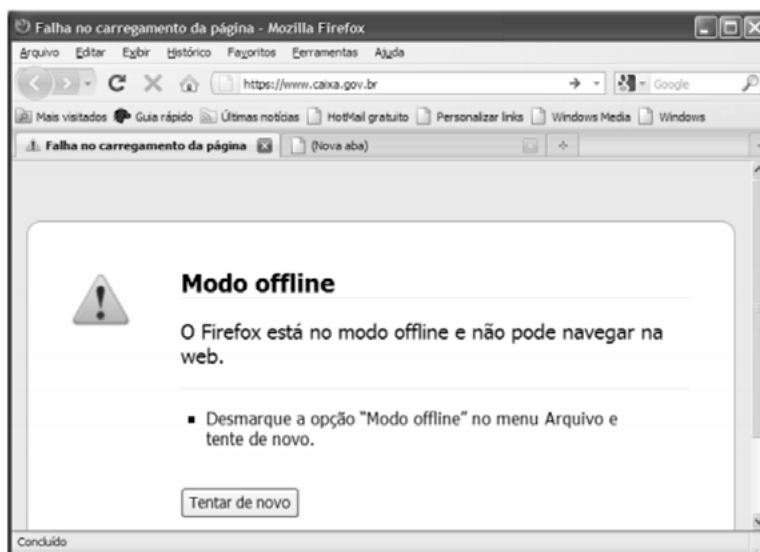 Falha no carregamento da página - Mozilla Firefox
Arquivo Editar Exibir Histórico Favoritos Ferramentas Ajuda
https://www.caixa.gov.br Google
Mais visitados Guia rápido Últimas notícias HotMail gratuito Personalizar links Windows Media Windows
Falha no carregamento da página (Nova aba)
Modo offline
O Firefox está no modo offline e não pode navegar na
web.
Desmarque a opção "Modo offline" no menu Arquivo e
tente de novo.
Tentar de novo
Concluído